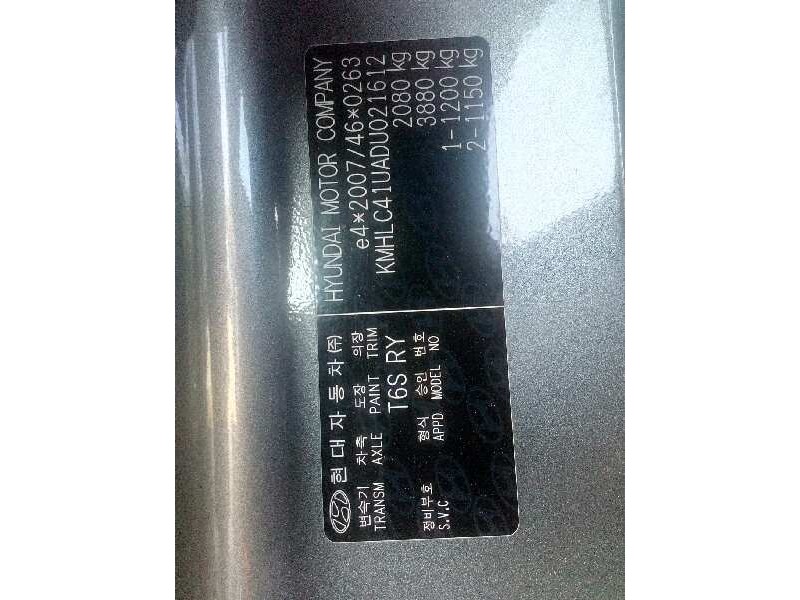 현대자동차㈜
변속기 차축 도장 의장
TRANSM AXLE PAINT TRIM
T6S RY
정비부호 형식 승인 번호
S.V.C APPD MODEL NO
HYUNDAI MOTOR COMPANY
e4*2007/46*0263
KMHLC41UADU021612
2080 kg
3880 kg
1-1200 kg
2-1150 kg